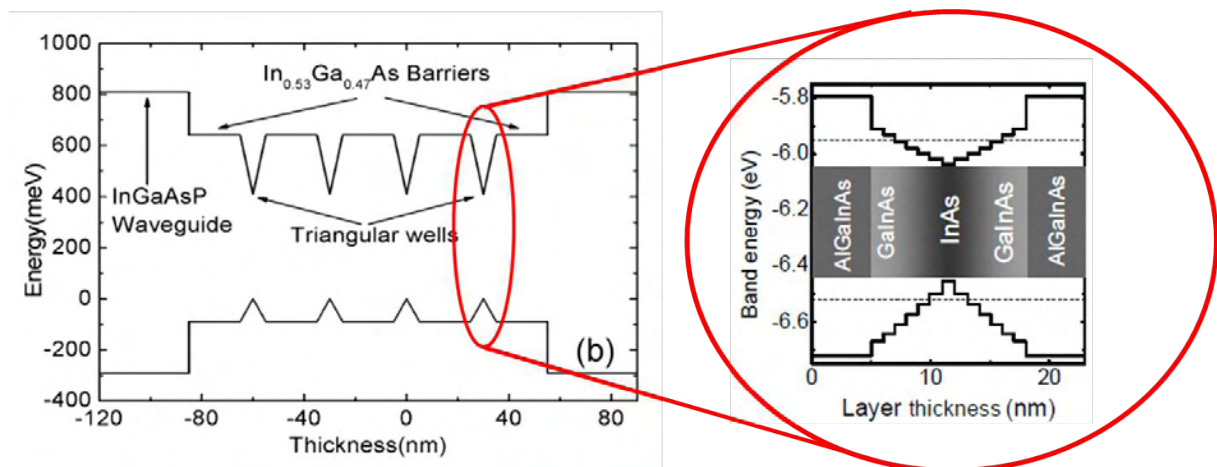 1000
800
600
400
200
0
-200
-400
-120
-80
-40
0
40
80
Energy(meV)
Thickness(nm)
In0.53Ga0.47As Barriers
InGaAsP
Waveguide
Triangular wells
(b)
-5.8
-6.0
-6.2
-6.4
-6.6
0
10
20
Band energy (eV)
Layer thickness (nm)
AlGaInAs
GaInAs
InAs
GaInAs
AlGaInAs